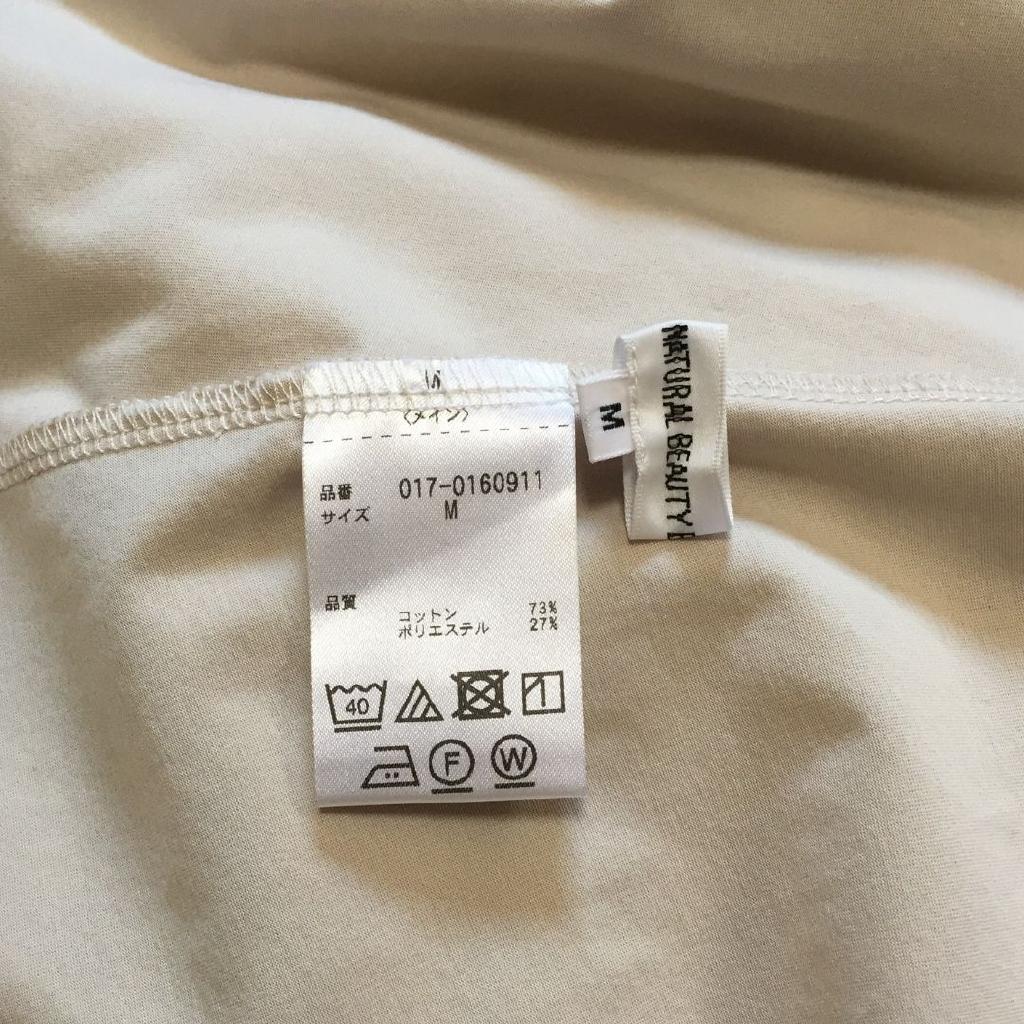 〈メイン〉
品番 017-0160911
サイズ M
品質
コットン 73%
ポリエステル 27%
40
F W
M
NATURAL BEAUTY